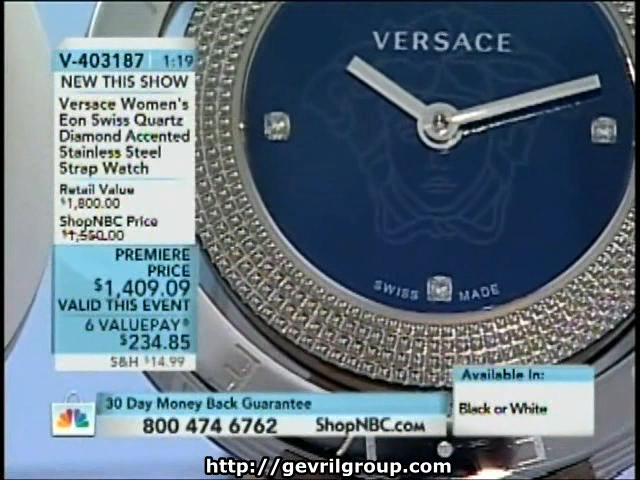 V-403187 1:19
NEW THIS SHOW
Versace Women's
Eon Swiss Quartz
Diamond Accented
Stainless Steel
Strap Watch
Retail Value
$1,800.00
ShopNBC Price
$1,550.00
PREMIERE
PRICE
$1,409.09
VALID THIS EVENT
6 VALUEPAY®
$234.85
S&H $14.99
VERSACE
SWISS MADE
Available In:
Black or White
30 Day Money Back Guarantee
800 474 6762 ShopNBC.com
http://gevrilgroup.com